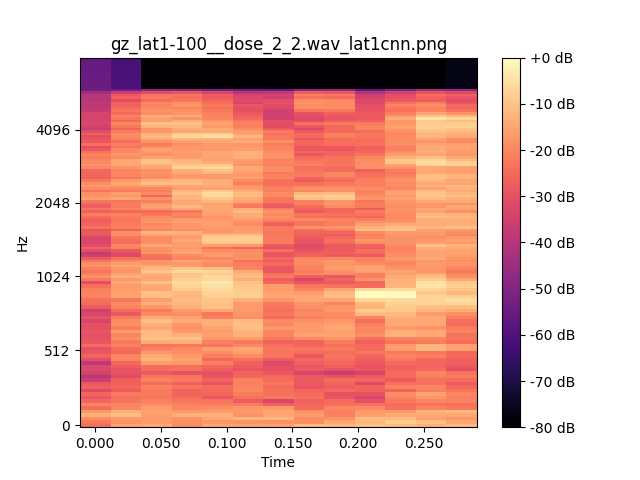 gz_lat1-100__dose_2_2.wav_lat1cnn.png
Hz
4096
2048
1024
512
0
0.000 0.050 0.100 0.150 0.200 0.250
Time
+0 dB
-10 dB
-20 dB
-30 dB
-40 dB
-50 dB
-60 dB
-70 dB
-80 dB